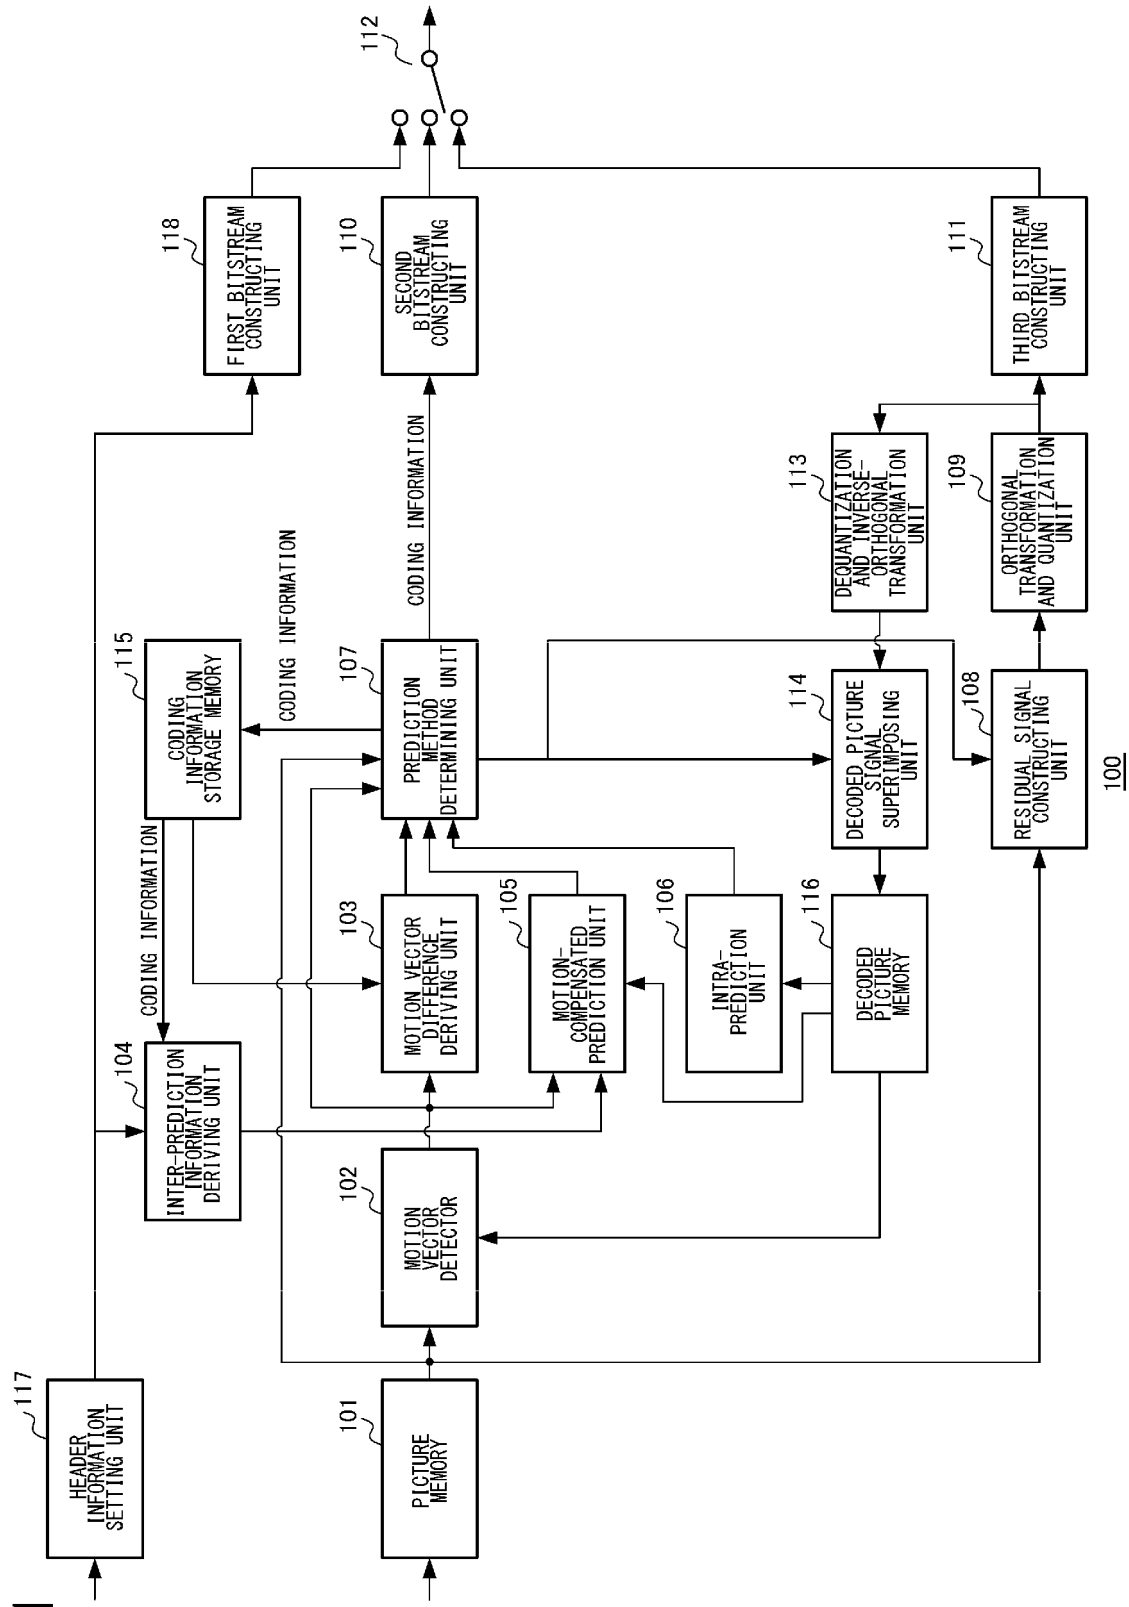 117
HEADER
INFORMATION
SETTING UNIT
101
PICTURE
MEMORY
104
INTER-PREDICTION
INFORMATION
DERIVING UNIT
102
MOTION
VECTOR
DETECTOR
CODING INFORMATION
103
MOTION VECTOR
DIFFERENCE
DERIVING UNIT
105
MOTION-
COMPENSATED
PREDICTION UNIT
106
INTRA-
PREDICTION
UNIT
116
DECODED
PICTURE
MEMORY
115
CODING
INFORMATION
STORAGE MEMORY
107
PREDICTION
METHOD
DETERMINING UNIT
114
DECODED PICTURE
SIGNAL
SUPERIMPOSING
UNIT
108
RESIDUAL SIGNAL
CONSTRUCTING
UNIT
CODING INFORMATION
CODING INFORMATION
113
DEQUANTIZATION
AND INVERSE-
ORTHOGONAL
TRANSFORMATION
UNIT
109
ORTHOGONAL
TRANSFORMATION
AND QUANTIZATION
UNIT
118
FIRST BITSTREAM
CONSTRUCTING
UNIT
110
SECOND
BITSTREAM
CONSTRUCTING
UNIT
111
THIRD BITSTREAM
CONSTRUCTING
UNIT
112
100